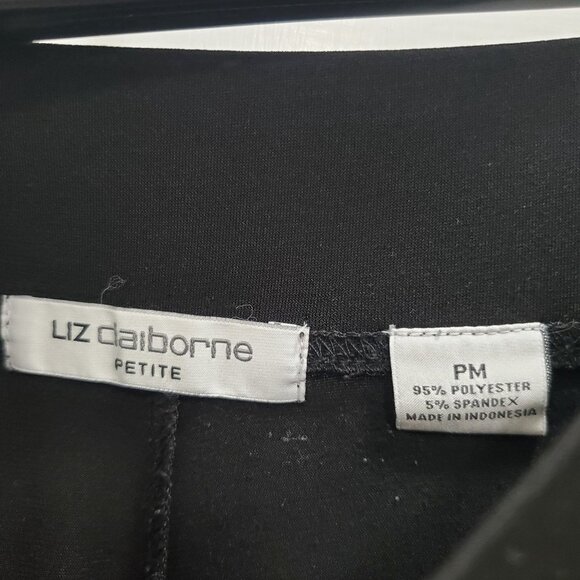 LIZ claiborne
PETITE
PM
95% POLYESTER
5% SPANDEX
MADE IN INDONESIA